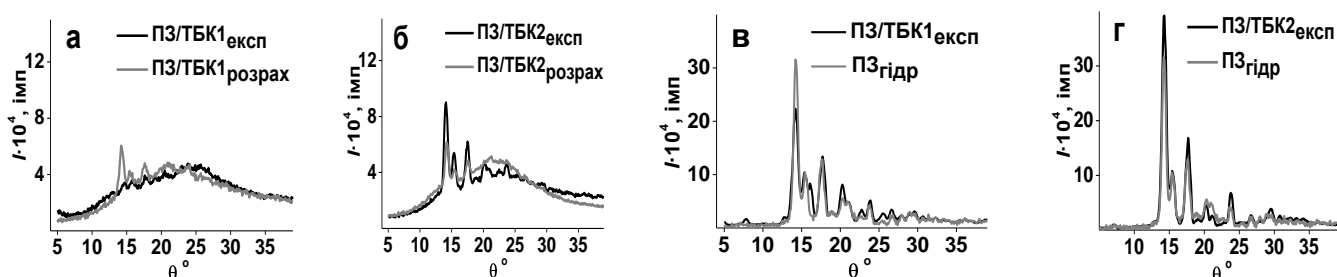 а
ПЗ/ТБК1експ
ПЗ/ТБК1розрах
I·10⁴, імп
12
8
4
5 10 15 20 25 30 35
θ °
б
ПЗ/ТБК2експ
ПЗ/ТБК2розрах
I·10⁴, імп
12
8
4
5 10 15 20 25 30 35
θ °
в
ПЗ/ТБК1експ
ПЗгідр
I·10⁴, імп
30
20
10
5 10 15 20 25 30 35
θ °
г
ПЗ/ТБК2експ
ПЗгідр
I·10⁴, імп
30
20
10
10 15 20 25 30 35
θ °